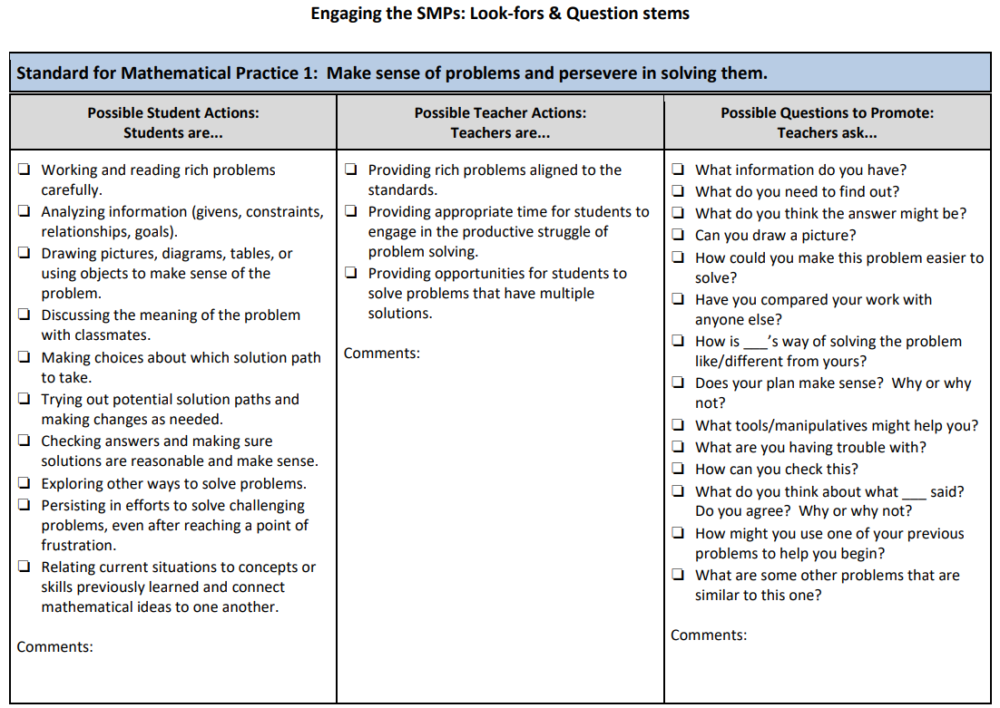 Engaging the SMPs: Look-fors & Question stems
Standard for Mathematical Practice 1:  Make sense of problems and persevere in solving them.
Possible Student Actions:
Students are...
❏ Working and reading rich problems
carefully.
❏ Analyzing information (givens, constraints,
relationships, goals).
❏ Drawing pictures, diagrams, tables, or
using objects to make sense of the
problem.
❏ Discussing the meaning of the problem
with classmates.
❏ Making choices about which solution path
to take.
❏ Trying out potential solution paths and
making changes as needed.
❏ Checking answers and making sure
solutions are reasonable and make sense.
❏ Exploring other ways to solve problems.
❏ Persisting in efforts to solve challenging
problems, even after reaching a point of
frustration.
❏ Relating current situations to concepts or
skills previously learned and connect
mathematical ideas to one another.
Comments:
Possible Teacher Actions:
Teachers are...
❏ Providing rich problems aligned to the
standards.
❏ Providing appropriate time for students to
engage in the productive struggle of
problem solving.
❏ Providing opportunities for students to
solve problems that have multiple
solutions.
Comments:
Possible Questions to Promote:
Teachers ask...
❏ What information do you have?
❏ What do you need to find out?
❏ What do you think the answer might be?
❏ Can you draw a picture?
❏ How could you make this problem easier to
solve?
❏ Have you compared your work with
anyone else?
❏ How is ___’s way of solving the problem
like/different from yours?
❏ Does your plan make sense?  Why or why
not?
❏ What tools/manipulatives might help you?
❏ What are you having trouble with?
❏ How can you check this?
❏ What do you think about what ___ said?
Do you agree?  Why or why not?
❏ How might you use one of your previous
problems to help you begin?
❏ What are some other problems that are
similar to this one?
Comments: